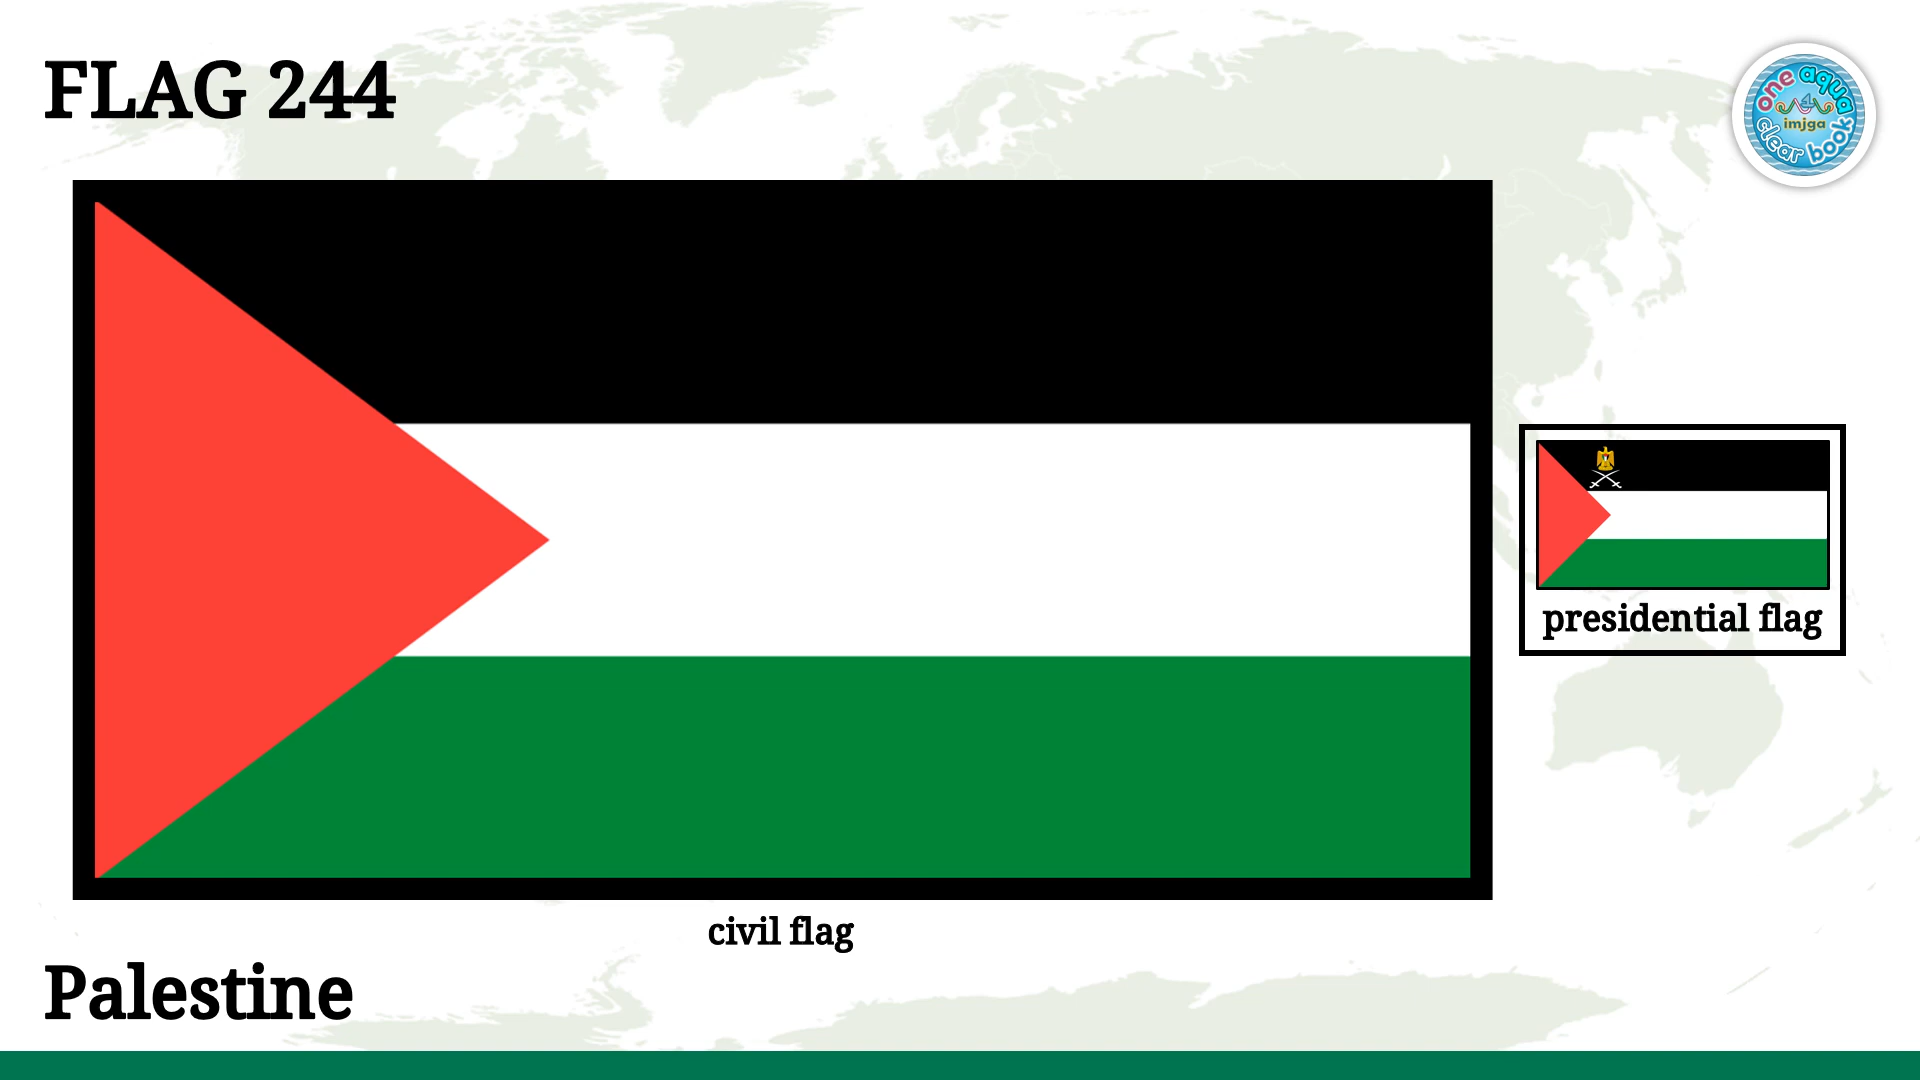 FLAG 244
one aqua
imjga
clear book
presidential flag
civil flag
Palestine